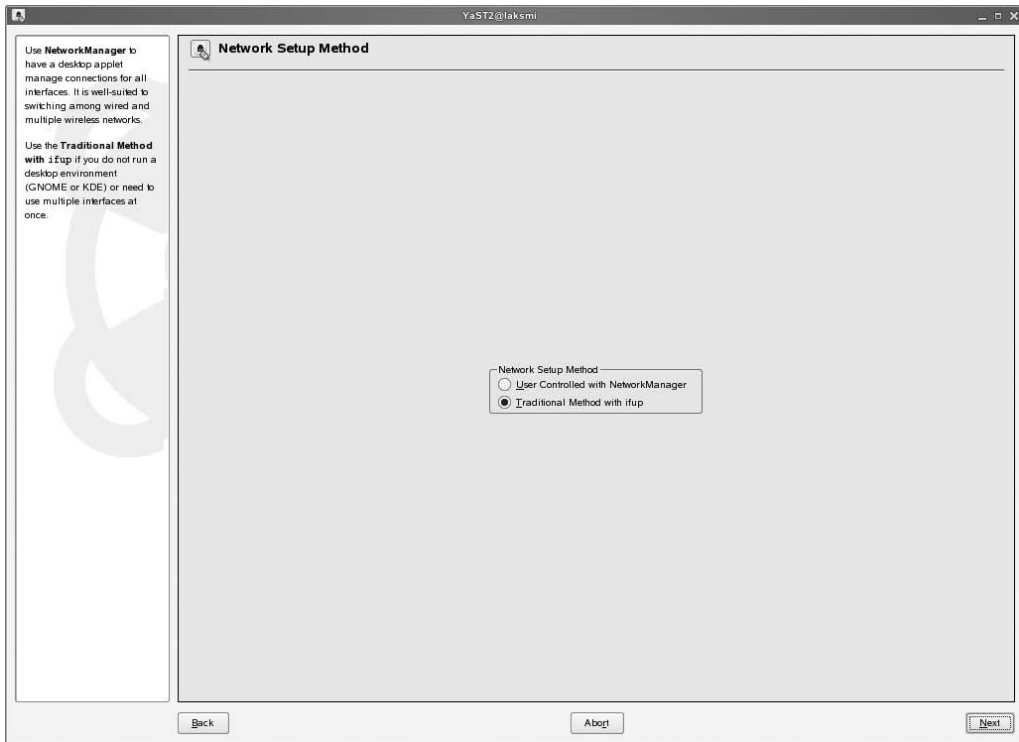 YaST2@laksmi
Use NetworkManager to
have a desktop applet
manage connections for all
interfaces. It is well-suited to
switching among wired and
multiple wireless networks.
Use the Traditional Method
with ifup if you do not run a
desktop environment
(GNOME or KDE) or need to
use multiple interfaces at
once.
Network Setup Method
Network Setup Method
User Controlled with NetworkManager
Traditional Method with ifup
Back
Abort
Next